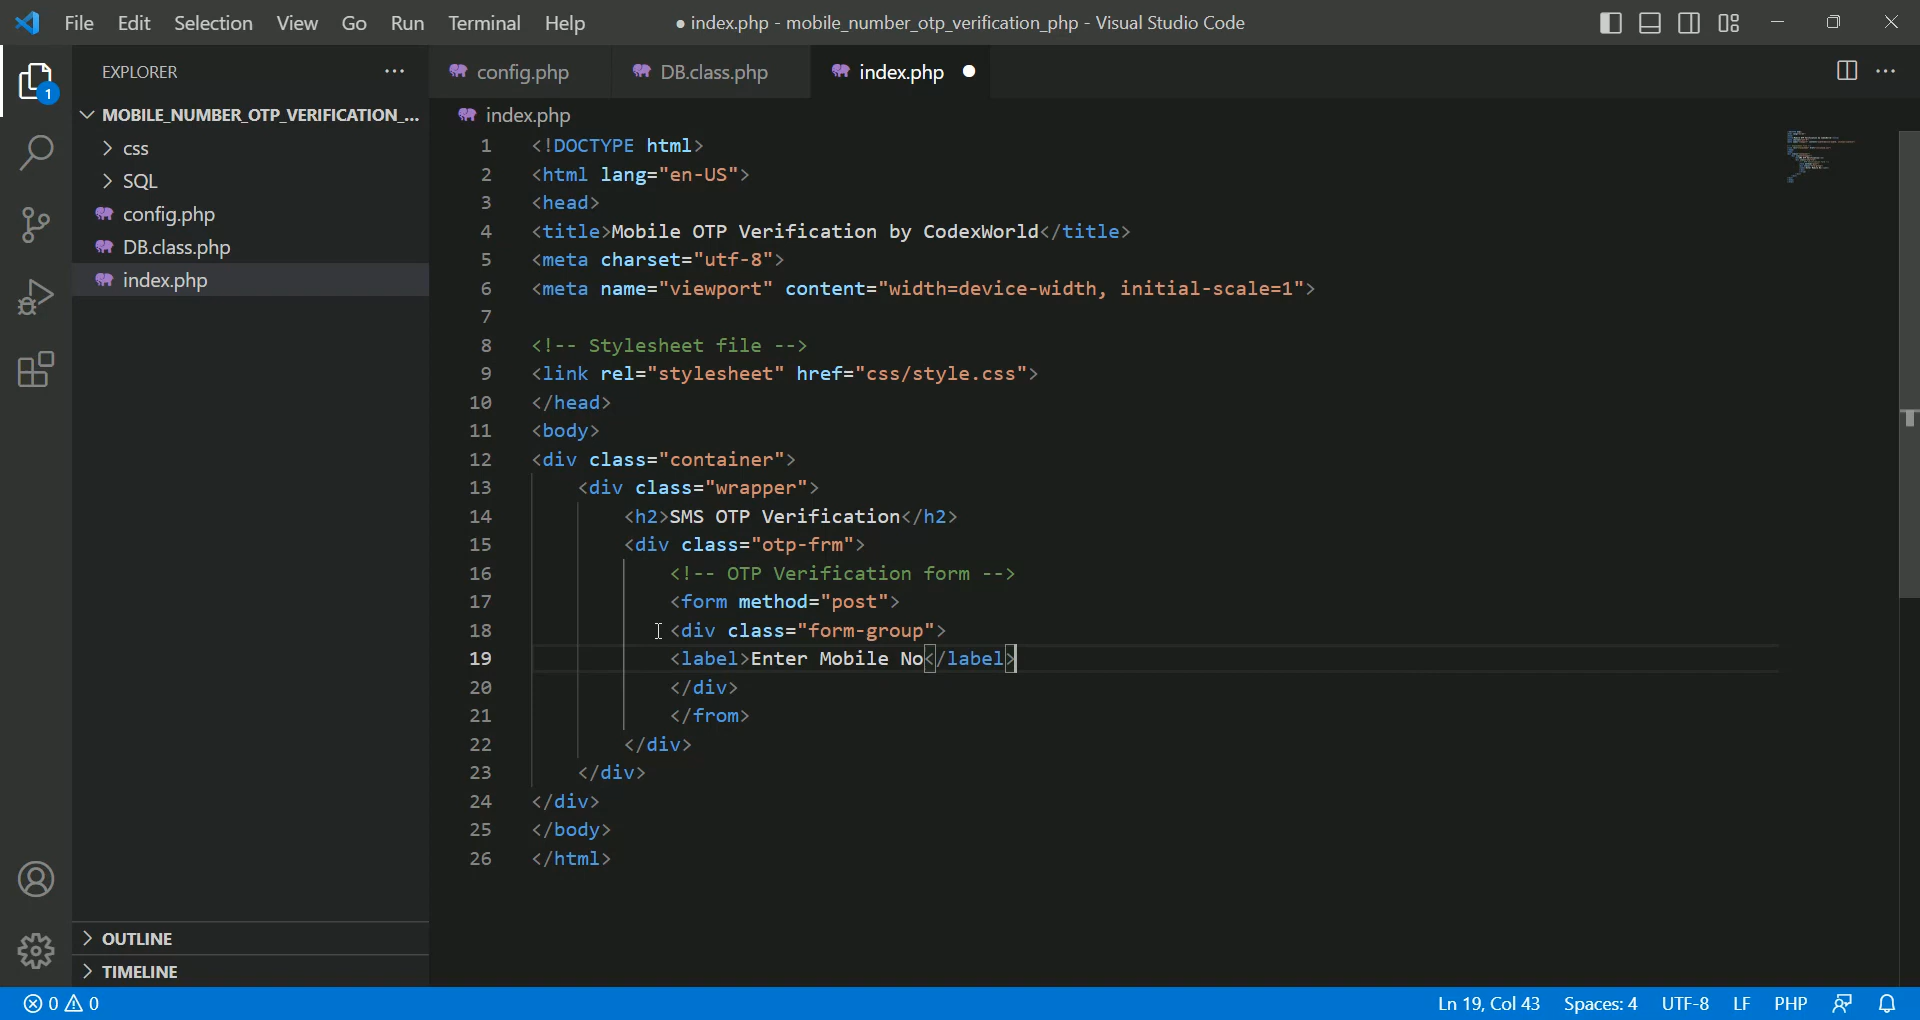 File Edit Selection View Go Run Terminal Help ● index.php - mobile_number_otp_verification_php - Visual Studio Code
EXPLORER ...
1
MOBILE_NUMBER_OTP_VERIFICATION_...
css
SQL
config.php
DB.class.php
index.php
OUTLINE
TIMELINE
config.php DB.class.php index.php ●
index.php
1 <!DOCTYPE html>
2 <html lang="en-US">
3 <head>
4 <title>Mobile OTP Verification by CodexWorld</title>
5 <meta charset="utf-8">
6 <meta name="viewport" content="width=device-width, initial-scale=1">
7
8 <!-- Stylesheet file -->
9 <link rel="stylesheet" href="css/style.css">
10 </head>
11 <body>
12 <div class="container">
13 <div class="wrapper">
14 <h2>SMS OTP Verification</h2>
15 <div class="otp-frm">
16 <!-- OTP Verification form -->
17 <form method="post">
18 <div class="form-group">
19 <label>Enter Mobile No</label>
20 </div>
21 </from>
22 </div>
23 </div>
24 </div>
25 </body>
26 </html>
0 0 Ln 19, Col 43 Spaces: 4 UTF-8 LF PHP